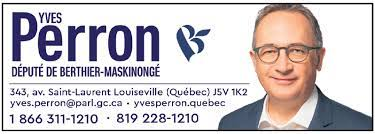 YVES
Perron
DÉPUTÉ DE BERTHIER-MASKINONGÉ
343, av. Saint-Laurent Louiseville (Québec) J5V 1K2
yves.perron@parl.gc.ca • yvesperron.quebec
1 866 311-1210 • 819 228-1210